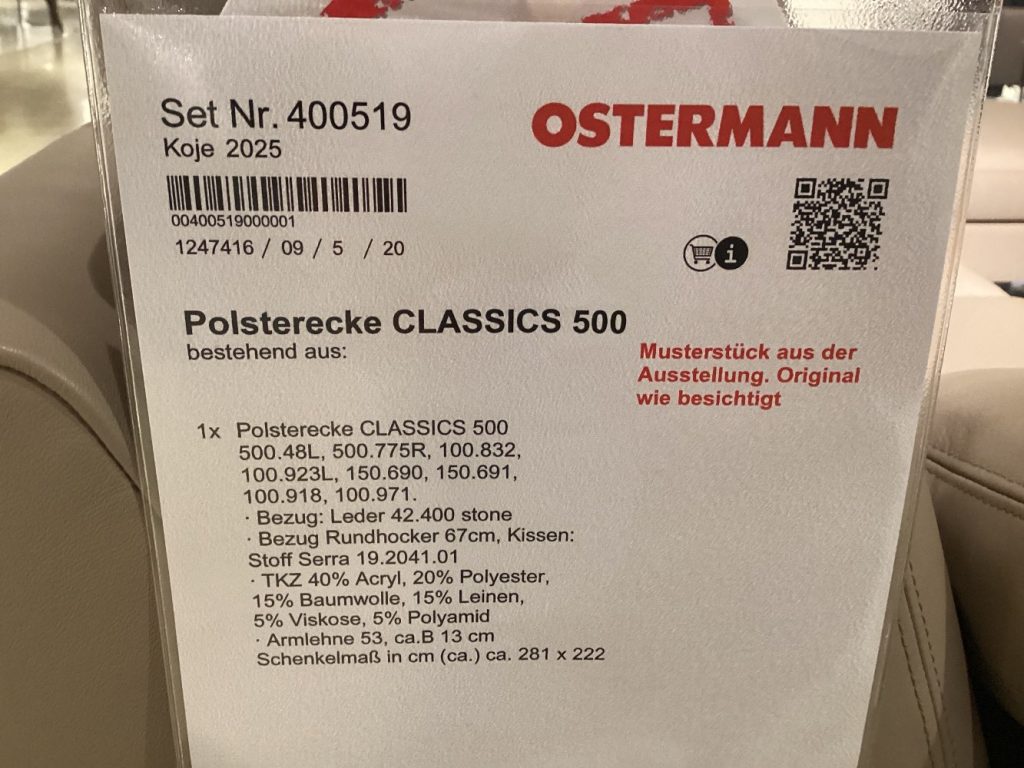 Set Nr. 400519
OSTERMANN
Koje 2025
00400519000001
1247416 / 09 / 5 / 20
i
Polsterecke CLASSICS 500
bestehend aus:
Musterstück aus der
Ausstellung. Original
wie besichtigt
1x Polsterecke CLASSICS 500
500.48L, 500.775R, 100.832,
100.923L, 150.690, 150.691,
100.918, 100.971.
· Bezug: Leder 42.400 stone
· Bezug Rundhocker 67cm, Kissen:
Stoff Serra 19.2041.01
· TKZ 40% Acryl, 20% Polyester,
15% Baumwolle, 15% Leinen,
5% Viskose, 5% Polyamid
· Armlehne 53, ca.B 13 cm
Schenkelmaß in cm (ca.) ca. 281 x 222